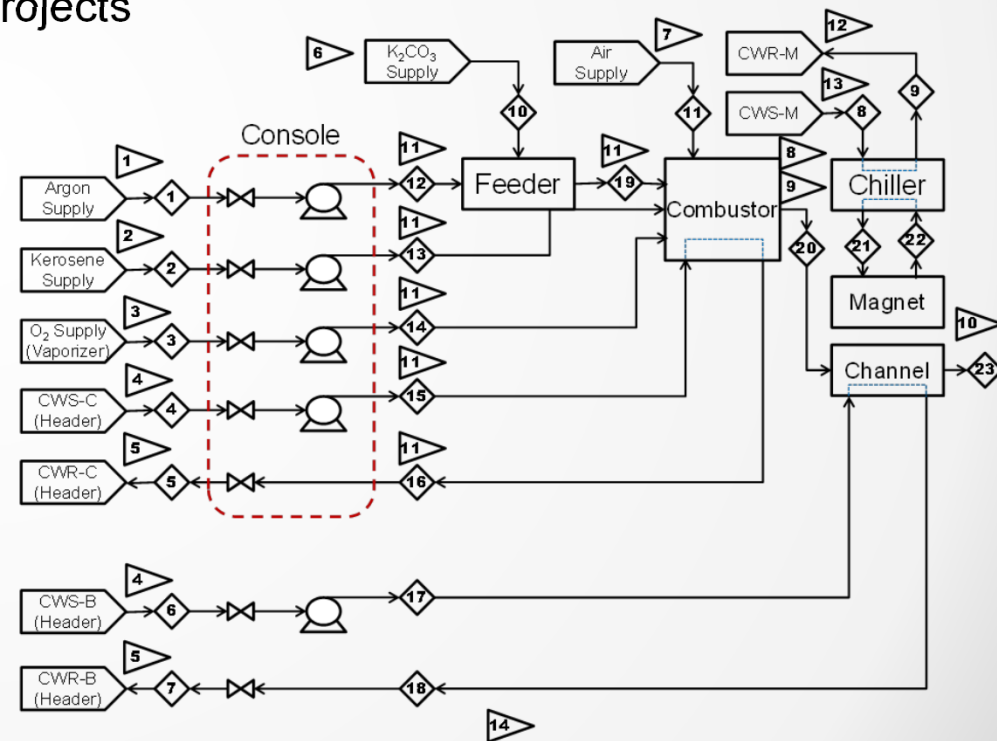 rojects
12
6
K₂CO₃
Supply
7
Air
Supply
CWR-M
13
9
10
11
CWS-M
8
Console
1
11
11
8
Argon
Supply
1
12
Feeder
19
9
Combustor
Chiller
2
11
Kerosene
Supply
2
13
20
21
22
3
11
Magnet
10
O₂ Supply
(Vaporizer)
3
14
4
11
Channel
23
CWS-C
(Header)
4
15
5
11
CWR-C
(Header)
5
16
4
CWS-B
(Header)
6
17
5
CWR-B
(Header)
7
18
14